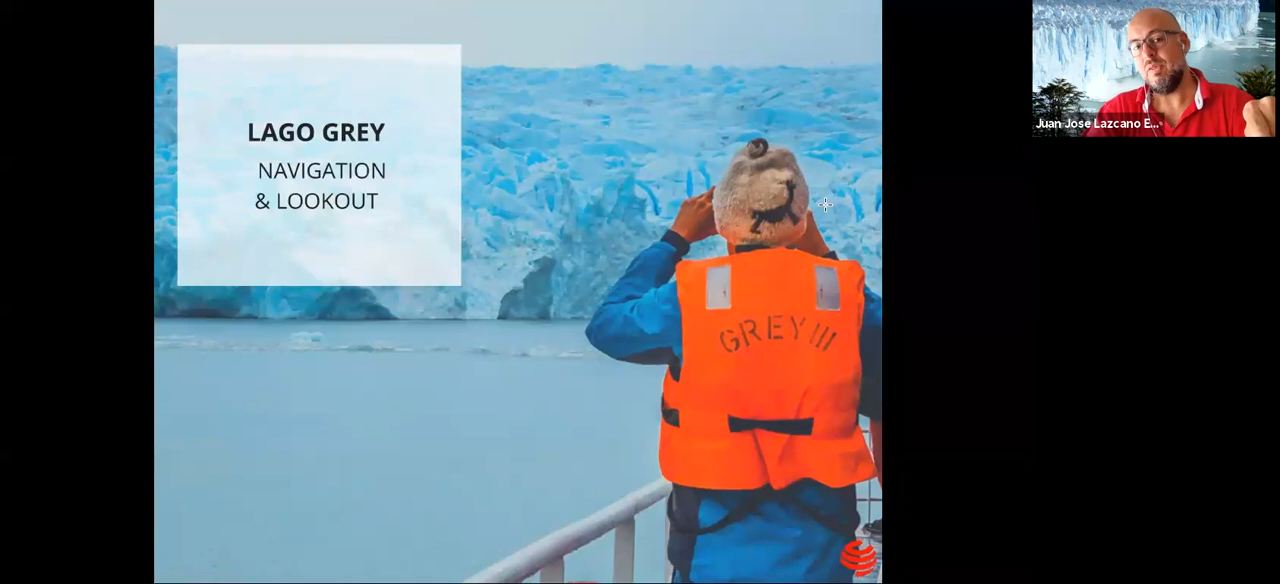 LAGO GREY
NAVIGATION
& LOOKOUT
GREY III
Juan Jose Lazcano E...